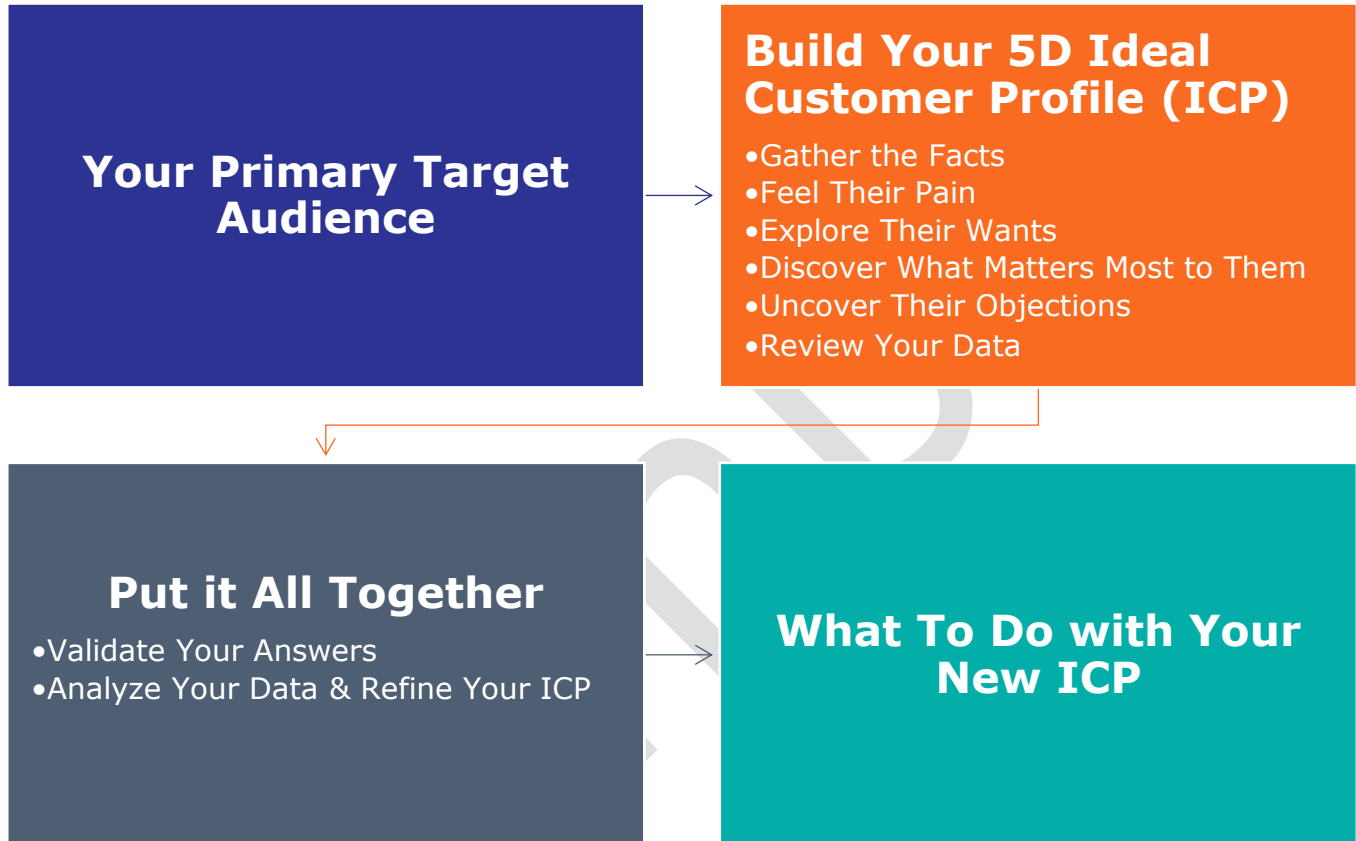 Your Primary Target
Audience
Build Your 5D Ideal
Customer Profile (ICP)
•Gather the Facts
•Feel Their Pain
•Explore Their Wants
•Discover What Matters Most to Them
•Uncover Their Objections
•Review Your Data
Put it All Together
•Validate Your Answers
•Analyze Your Data & Refine Your ICP
What To Do with Your
New ICP